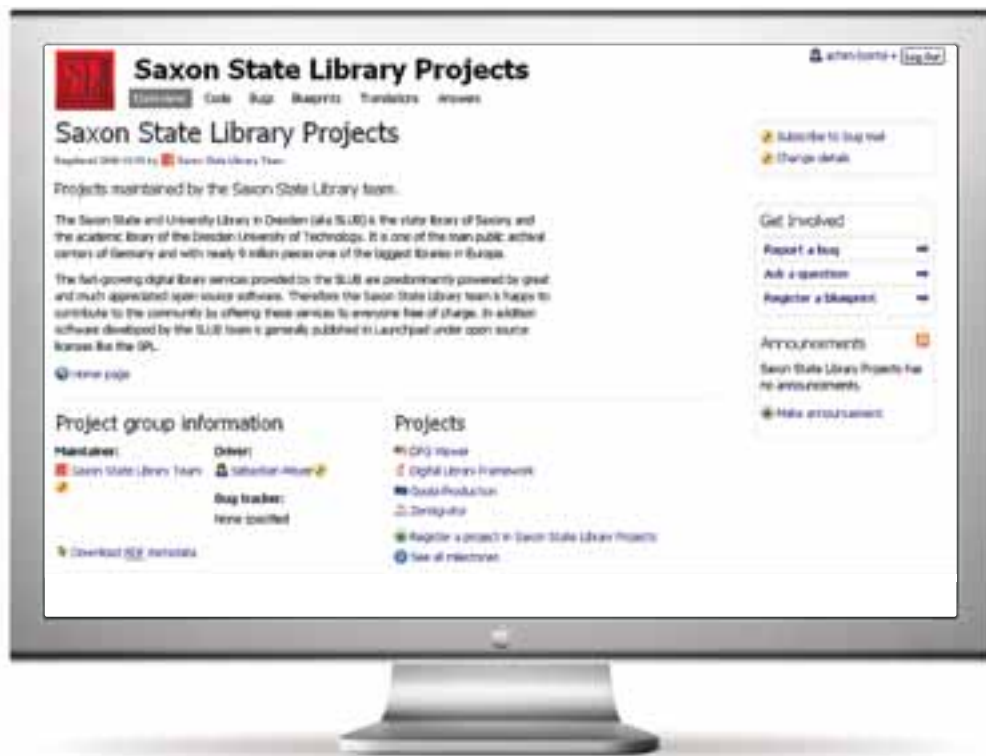 Saxon State Library Projects
Log Out
Overview Code Bugs Blueprints Translations Answers
Saxon State Library Projects
Registered by Saxon State Library Team
Projects maintained by the Saxon State Library team.
The Saxon State and University Library in Dresden (aka SLUB) is the state library of Saxony and
the academic library of the Dresden University of Technology. It is one of the main public archival
centers of Germany and with nearly 9 million pieces one of the biggest libraries in Europe.
The fast-growing digital library services provided by the SLUB are predominantly powered by great
and much appreciated open source software. Therefore the Saxon State Library team is happy to
contribute to the community by offering these services to everyone free of charge. In addition
software developed by the SLUB team is generally published in Launchpad under open source
licenses like the GPL.
Home page
Subscribe to bug mail
Change details
Get Involved
Report a bug
Ask a question
Register a blueprint
Announcements
Saxon State Library Projects has
no announcements.
Make announcement
Project group information
Maintainer:
Saxon State Library Team
Driver:
Sebastian Meyer
Bug tracker:
None specified
Download RDF metadata
Projects
DFG Viewer
Digital Library Framework
Goobi.Production
Register a project in Saxon State Library Projects
See all milestones